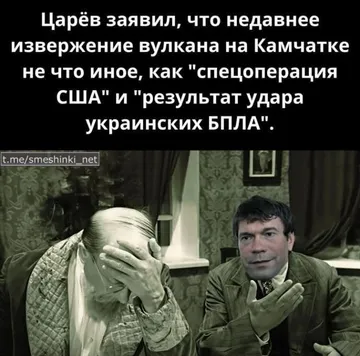 Царёв заявил, что недавнее
извержение вулкана на Камчатке
не что иное, как "спецоперация
США" и "результат удара
украинских БПЛА".
t.me/smeshinki_net